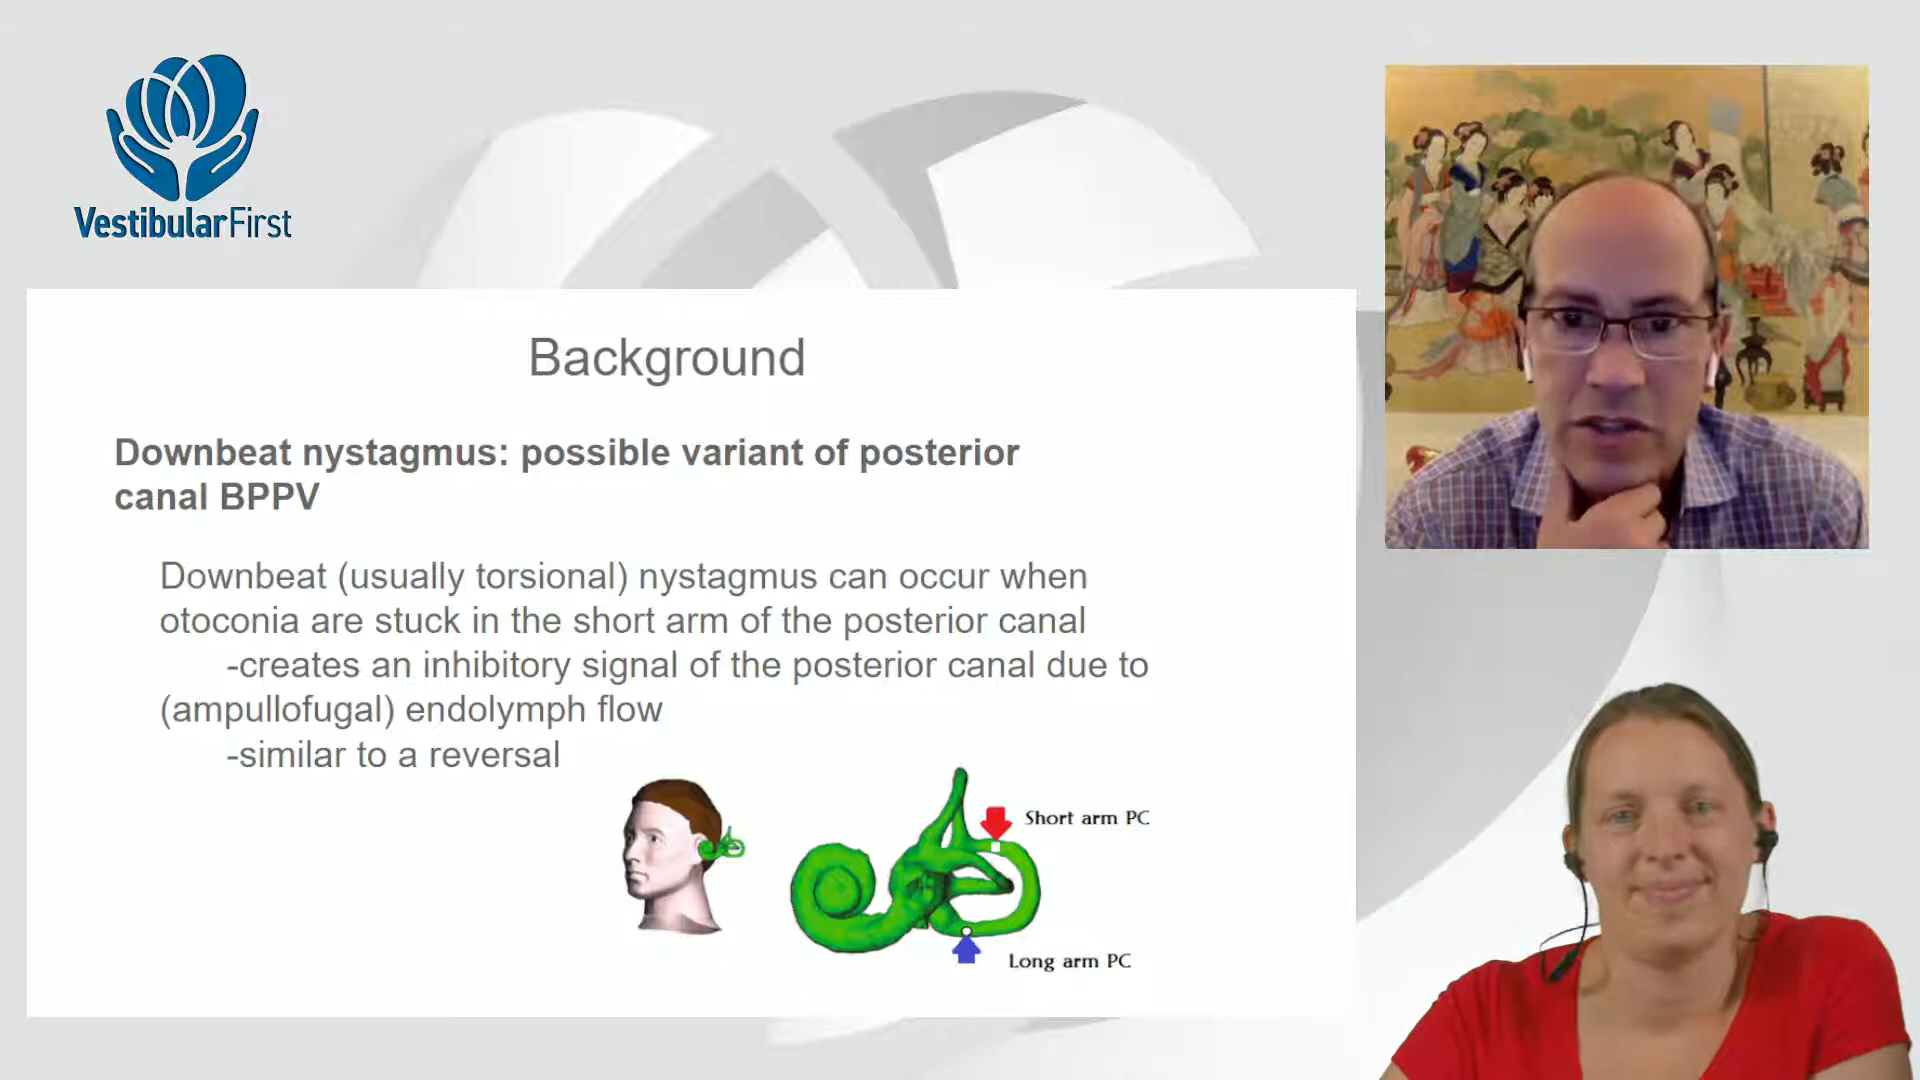 VestibularFirst
Background
Downbeat nystagmus: possible variant of posterior
canal BPPV
Downbeat (usually torsional) nystagmus can occur when
otoconia are stuck in the short arm of the posterior canal
-creates an inhibitory signal of the posterior canal due to
(ampullofugal) endolymph flow
-similar to a reversal
Short arm PC
Long arm PC